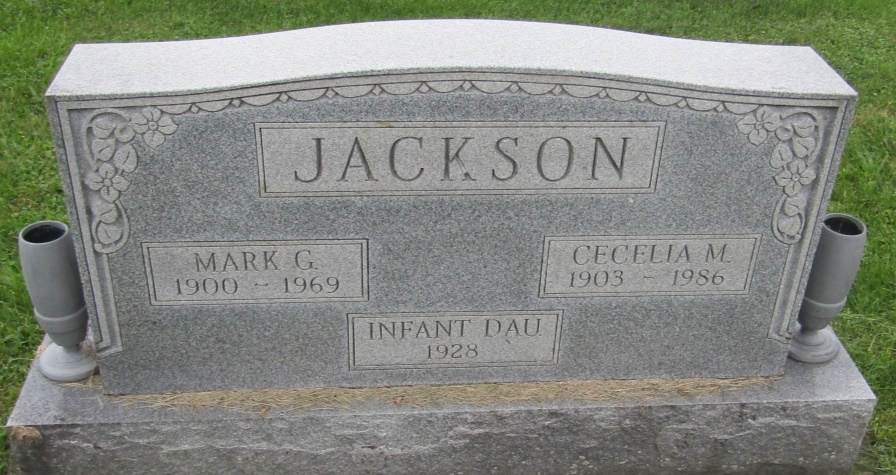 JACKSON
MARK G.
1900 - 1969
CECELIA M.
1903 - 1986
INFANT DAU
1928